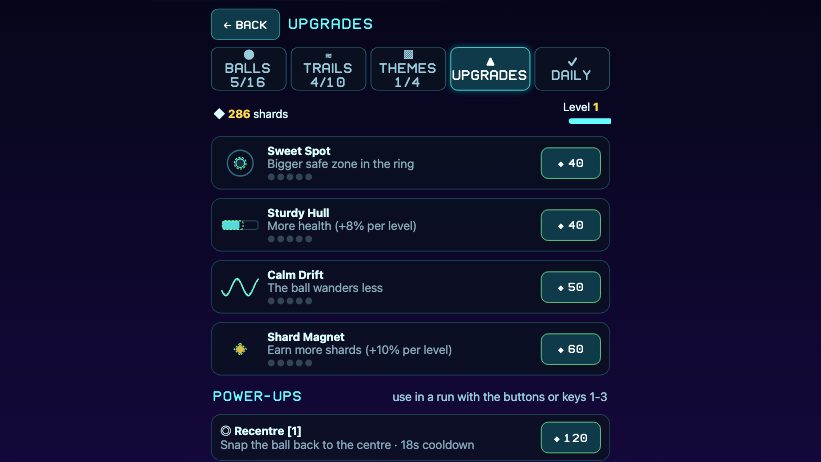 ← BACK UPGRADES
BALLS
5/16
TRAILS
4/10
THEMES
1/4
UPGRADES
DAILY
286 shards
Level 1
Sweet Spot
Bigger safe zone in the ring
40
Sturdy Hull
More health (+8% per level)
40
Calm Drift
The ball wanders less
50
Shard Magnet
Earn more shards (+10% per level)
60
POWER-UPS
use in a run with the buttons or keys 1-3
Recentre [1]
Snap the ball back to the centre · 18s cooldown
120